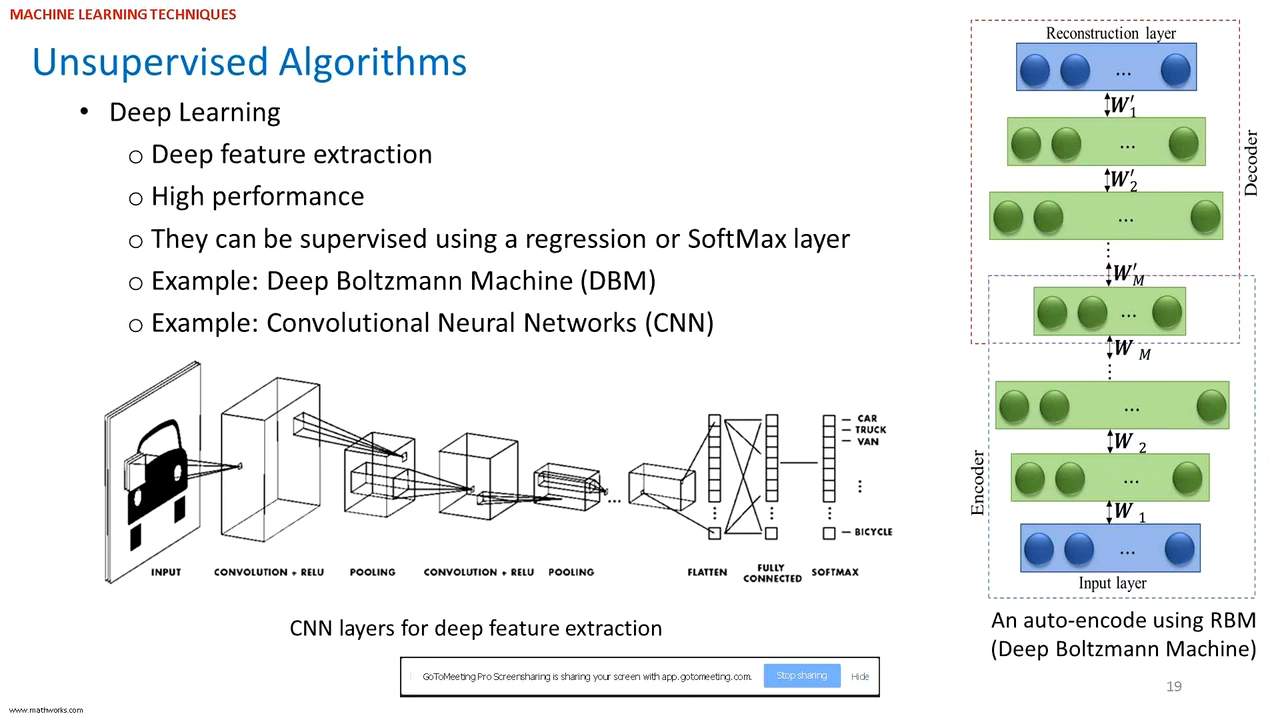 MACHINE LEARNING TECHNIQUES
Unsupervised Algorithms
• Deep Learning
o Deep feature extraction
o High performance
o They can be supervised using a regression or SoftMax layer
o Example: Deep Boltzmann Machine (DBM)
o Example: Convolutional Neural Networks (CNN)
CAR
TRUCK
VAN
BICYCLE
INPUT
CONVOLUTION + RELU
POOLING
CONVOLUTION + RELU
POOLING
FLATTEN
FULLY
CONNECTED
SOFTMAX
CNN layers for deep feature extraction
Reconstruction layer
...
W′1
...
W′2
...
W′M
...
W M
...
W 2
...
W 1
...
Input layer
Decoder
Encoder
An auto-encode using RBM
(Deep Boltzmann Machine)
GoToMeeting Pro Screensharing is sharing your screen with app.gotomeeting.com.
Stop sharing
Hide
19
www.mathworks.com